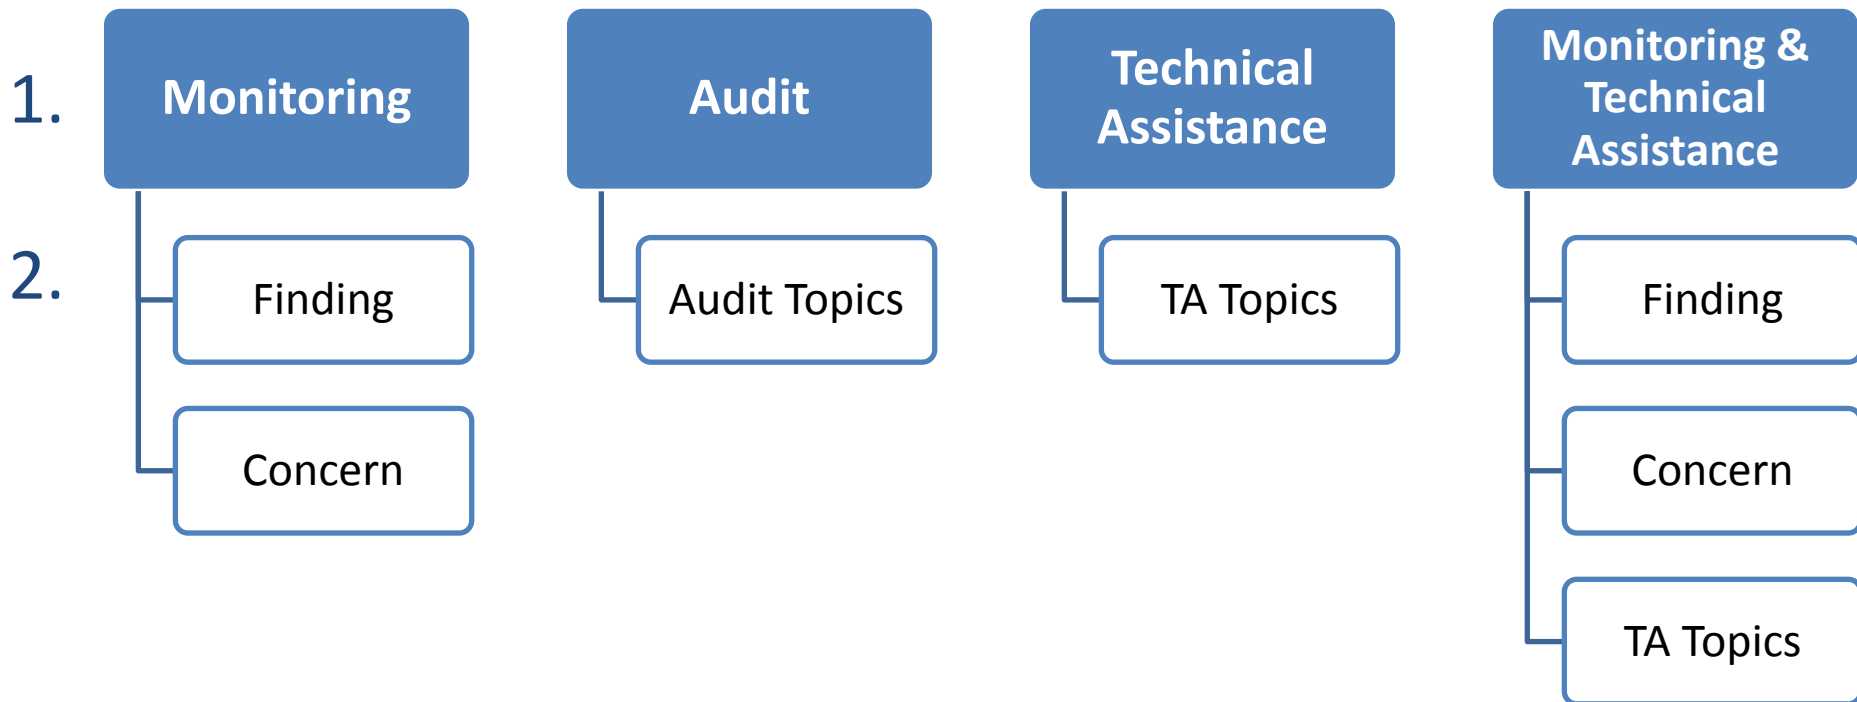 1.
Monitoring
Audit
Technical
Assistance
Monitoring &
Technical
Assistance
2.
Finding
Audit Topics
TA Topics
Finding
Concern
Concern
TA Topics